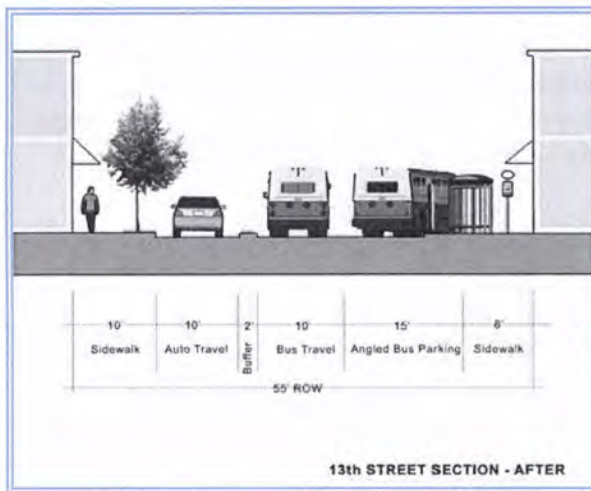 10' 10' 2' 10' 15' 8'
Sidewalk Auto Travel Buffer Bus Travel Angled Bus Parking Sidewalk
55' ROW
13th STREET SECTION - AFTER